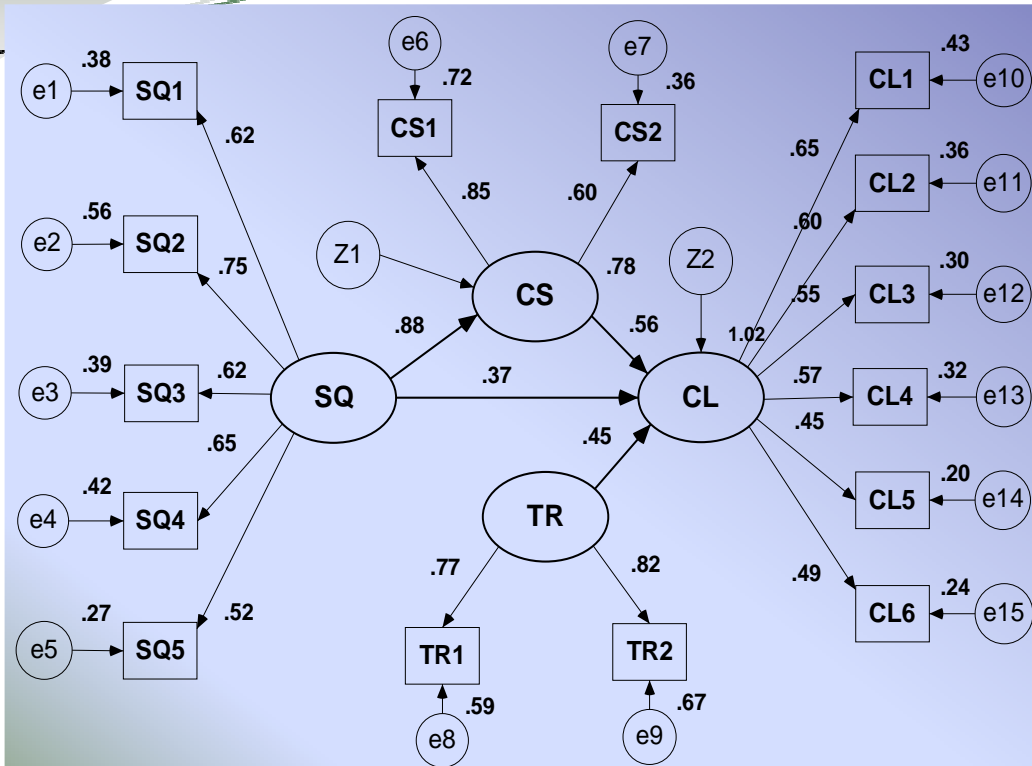 e6
e7
.38
.72
.36
.43
e1
SQ1
CS1
CS2
CL1
e10
.62
.65
.36
.85
.60
CL2
e11
.56
e2
SQ2
.60
.75
Z1
.78
Z2
.30
CS
.55
CL3
e12
.88
.56
1.02
.39
.62
.37
.57
.32
e3
SQ3
SQ
CL
CL4
e13
.65
.45
.45
.42
.20
e4
SQ4
TR
CL5
e14
.77
.82
.49
.24
.27
.52
e5
SQ5
TR1
TR2
CL6
e15
.59
.67
e8
e9